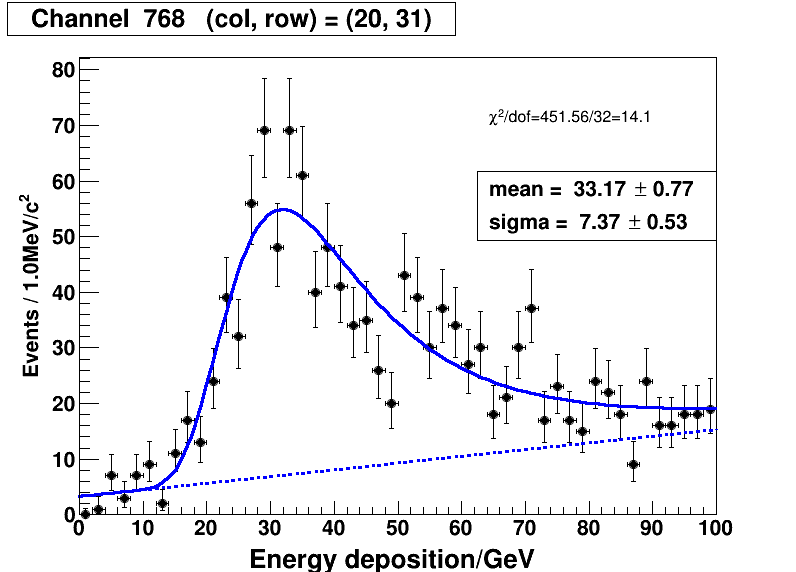 Channel 768 (col, row) = (20, 31)
χ²/dof=451.56/32=14.1
mean = 33.17 ± 0.77
sigma = 7.37 ± 0.53
Events / 1.0MeV/c²
80
70
60
50
40
30
20
10
0
0 10 20 30 40 50 60 70 80 90 100
Energy deposition/GeV